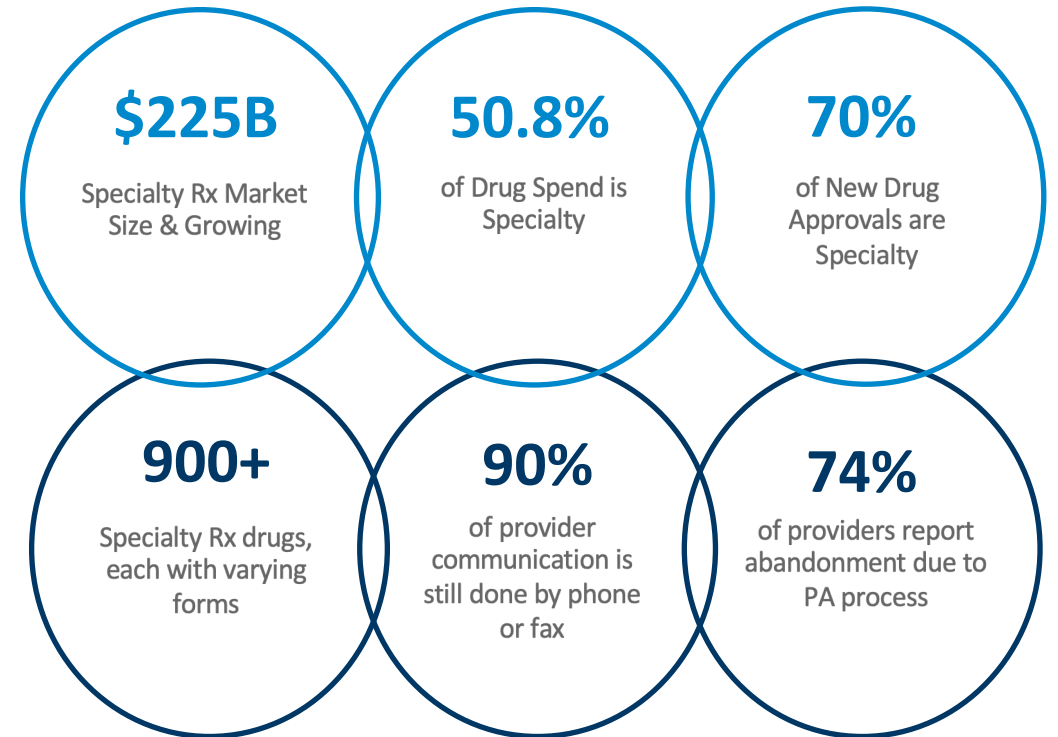 $225B
Specialty Rx Market
Size & Growing
50.8%
of Drug Spend is
Specialty
70%
of New Drug
Approvals are
Specialty
900+
Specialty Rx drugs,
each with varying
forms
90%
of provider
communication is
still done by phone
or fax
74%
of providers report
abandonment due to
PA process